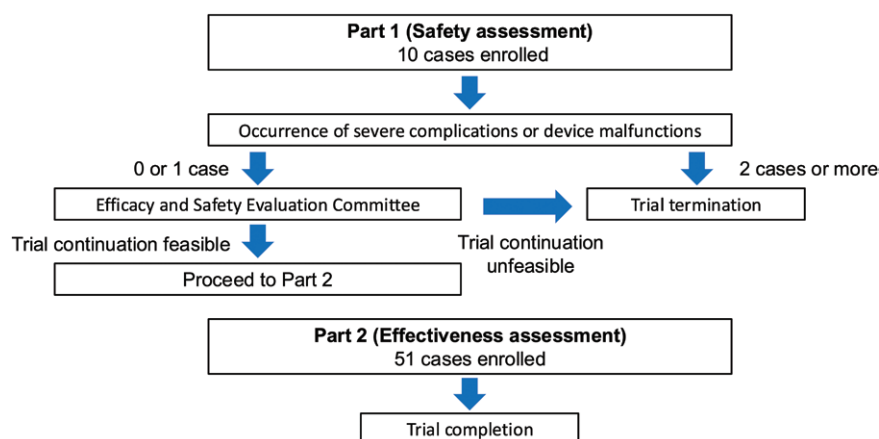 Part 1 (Safety assessment)
10 cases enrolled
Occurrence of severe complications or device malfunctions
0 or 1 case
2 cases or more
Efficacy and Safety Evaluation Committee
Trial termination
Trial continuation feasible
Trial continuation
unfeasible
Proceed to Part 2
Part 2 (Effectiveness assessment)
51 cases enrolled
Trial completion